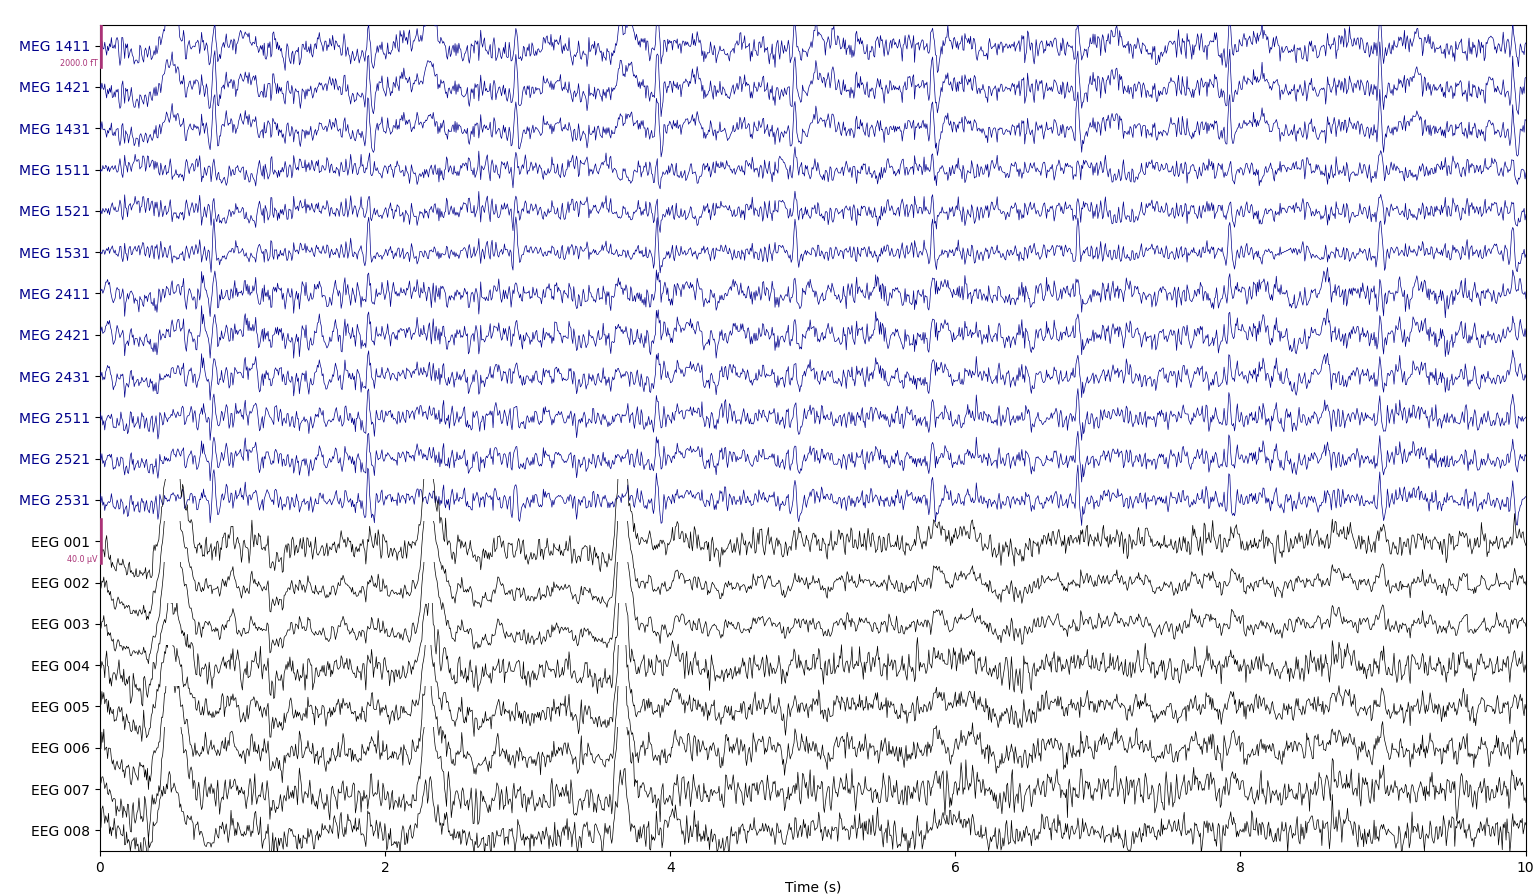 MEG 1411
2000.0 fT
MEG 1421
MEG 1431
MEG 1511
MEG 1521
MEG 1531
MEG 2411
MEG 2421
MEG 2431
MEG 2511
MEG 2521
MEG 2531
EEG 001
40.0 µV
EEG 002
EEG 003
EEG 004
EEG 005
EEG 006
EEG 007
EEG 008
0 2 4 6 8 10
Time (s)